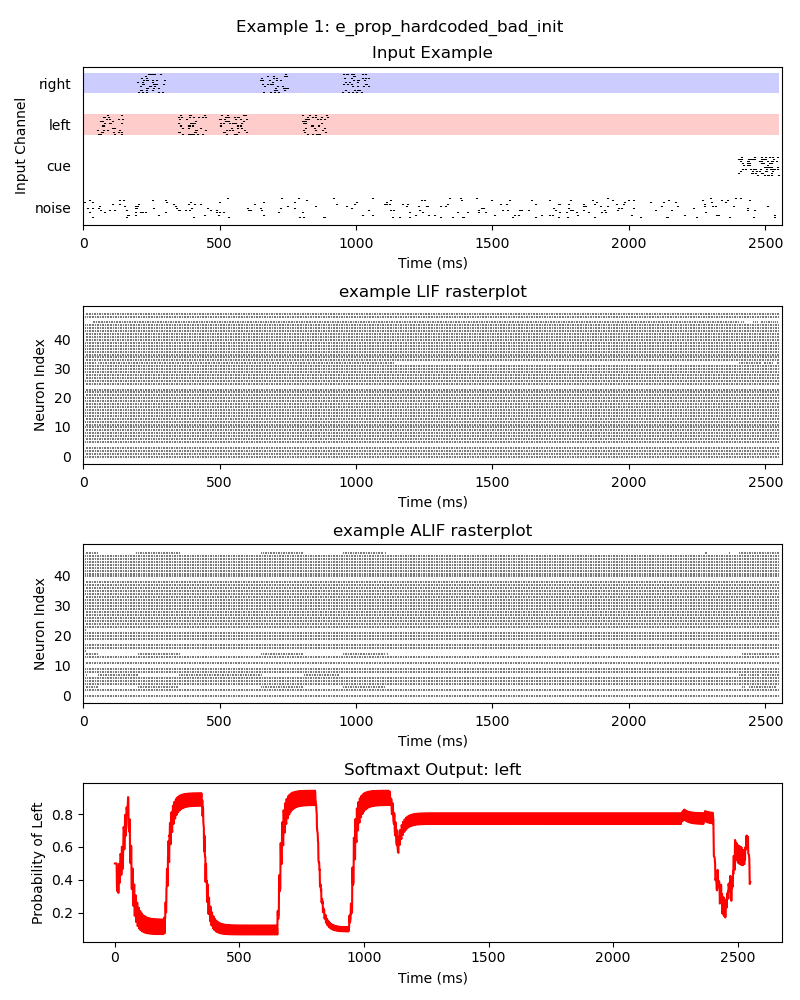 Example 1: e_prop_hardcoded_bad_init
Input Example
right
left
cue
noise
Input Channel
0 500 1000 1500 2000 2500
Time (ms)
example LIF rasterplot
40
30
20
10
0
Neuron Index
0 500 1000 1500 2000 2500
Time (ms)
example ALIF rasterplot
40
30
20
10
0
Neuron Index
0 500 1000 1500 2000 2500
Time (ms)
Softmaxt Output: left
0.8
0.6
0.4
0.2
Probability of Left
0 500 1000 1500 2000 2500
Time (ms)